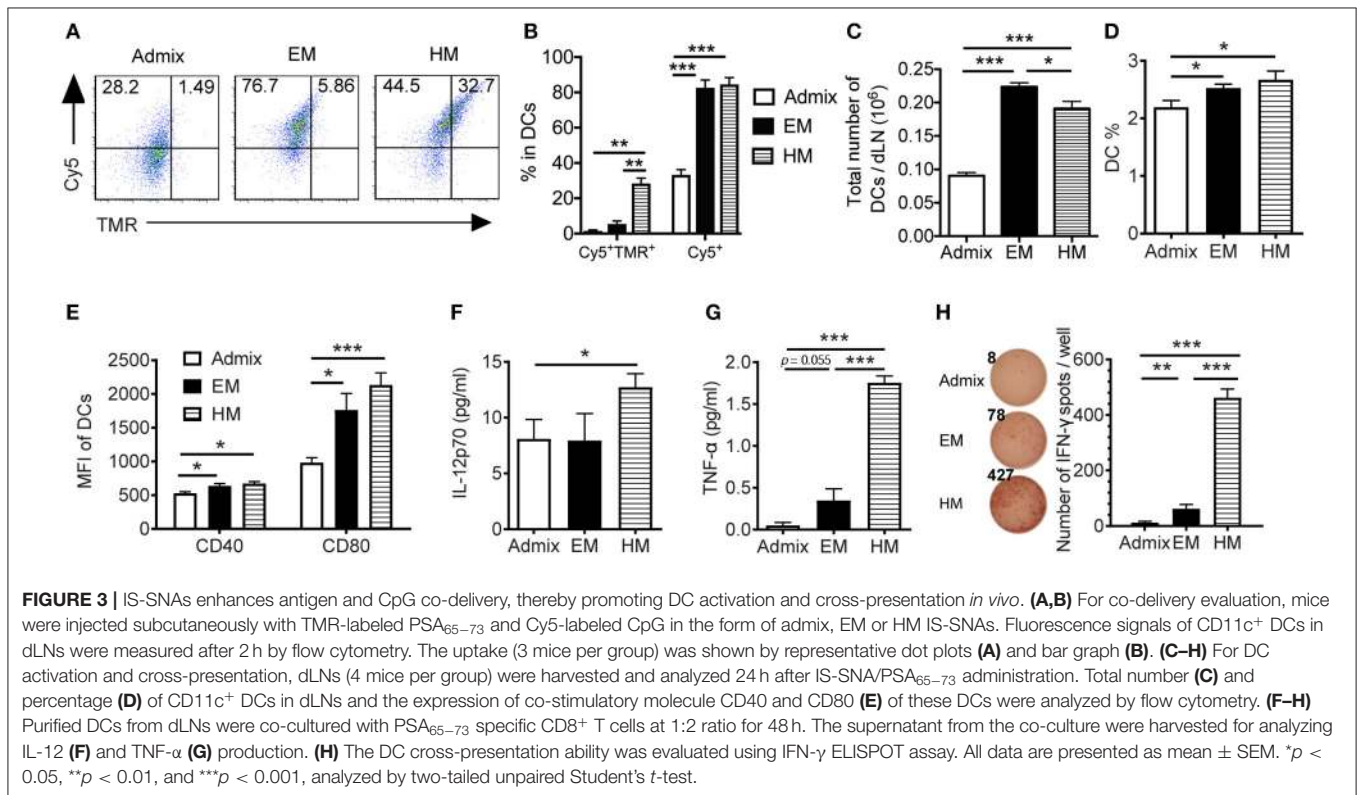 A
Admix
EM
HM
28.2
1.49
76.7
5.86
44.5
32.7
Cy5
TMR
B
% in DCs
100
80
60
40
20
0
***
***
**
**
Cy5⁺TMR⁺
Cy5⁺
Admix
EM
HM
C
Total number of
DCs / dLN (10⁶)
0.25
0.20
0.15
0.10
0.05
0.00
***
***
*
Admix
EM
HM
D
DC %
3
2
1
0
*
*
Admix
EM
HM
E
MFI of DCs
2500
2000
1500
1000
500
0
Admix
EM
HM
***
*
*
*
CD40
CD80
F
IL-12p70 (pg/ml)
15
10
5
0
*
Admix
EM
HM
G
TNF-α (pg/ml)
2.0
1.5
1.0
0.5
0.0
***
p = 0.055
***
Admix
EM
HM
H
8
Admix
78
EM
427
HM
Number of IFN-γ spots / well
600
400
200
0
***
**
***
Admix
EM
HM
FIGURE 3 | IS-SNAs enhances antigen and CpG co-delivery, thereby promoting DC activation and cross-presentation in vivo. (A,B) For co-delivery evaluation, mice
were injected subcutaneously with TMR-labeled PSA₆₅₋₇₃ and Cy5-labeled CpG in the form of admix, EM or HM IS-SNAs. Fluorescence signals of CD11c⁺ DCs in
dLNs were measured after 2 h by flow cytometry. The uptake (3 mice per group) was shown by representative dot plots (A) and bar graph (B). (C–H) For DC
activation and cross-presentation, dLNs (4 mice per group) were harvested and analyzed 24 h after IS-SNA/PSA₆₅₋₇₃ administration. Total number (C) and
percentage (D) of CD11c⁺ DCs in dLNs and the expression of co-stimulatory molecule CD40 and CD80 (E) of these DCs were analyzed by flow cytometry. (F–H)
Purified DCs from dLNs were co-cultured with PSA₆₅₋₇₃ specific CD8⁺ T cells at 1:2 ratio for 48 h. The supernatant from the co-culture were harvested for analyzing
IL-12 (F) and TNF-α (G) production. (H) The DC cross-presentation ability was evaluated using IFN-γ ELISPOT assay. All data are presented as mean ± SEM. *p <
0.05, **p < 0.01, and ***p < 0.001, analyzed by two-tailed unpaired Student's t-test.